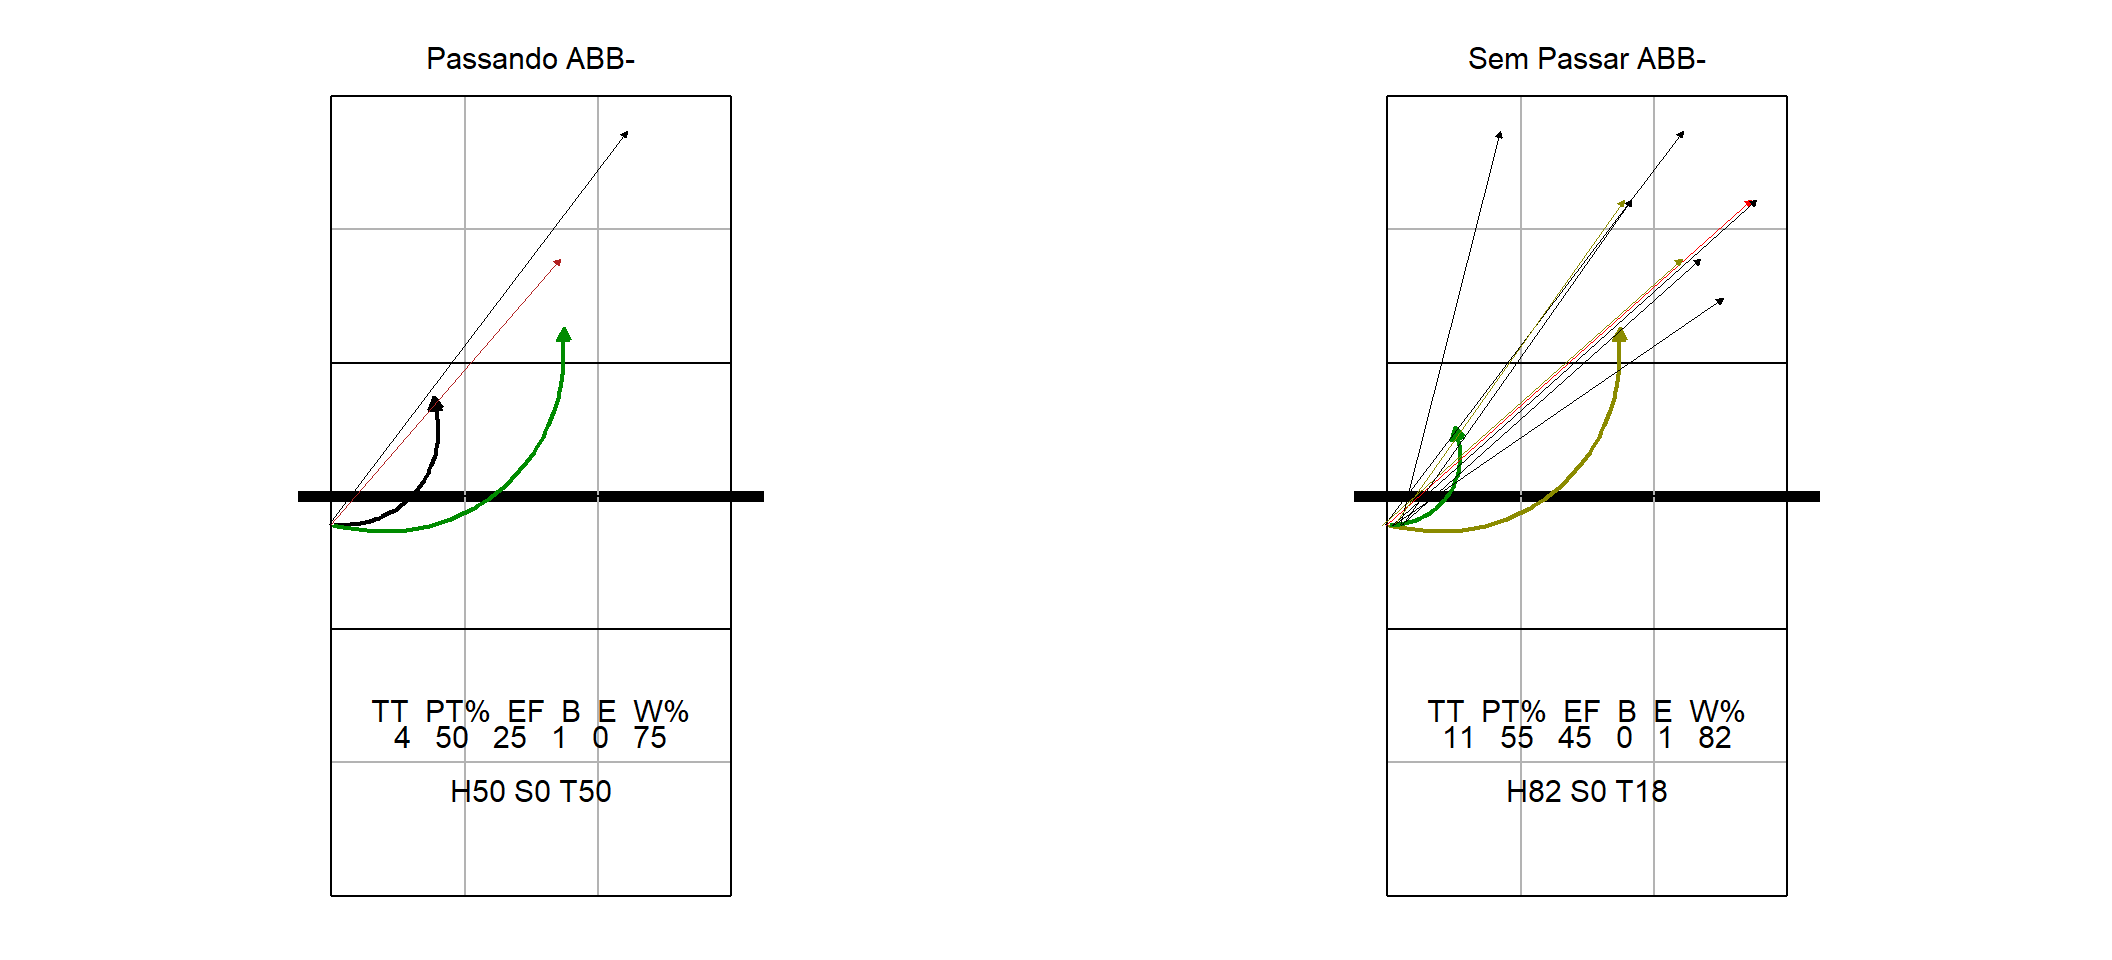 Passando ABB-
TT PT% EF B E W%
4 50 25 1 0 75
H50 S0 T50
Sem Passar ABB-
TT PT% EF B E W%
11 55 45 0 1 82
H82 S0 T18